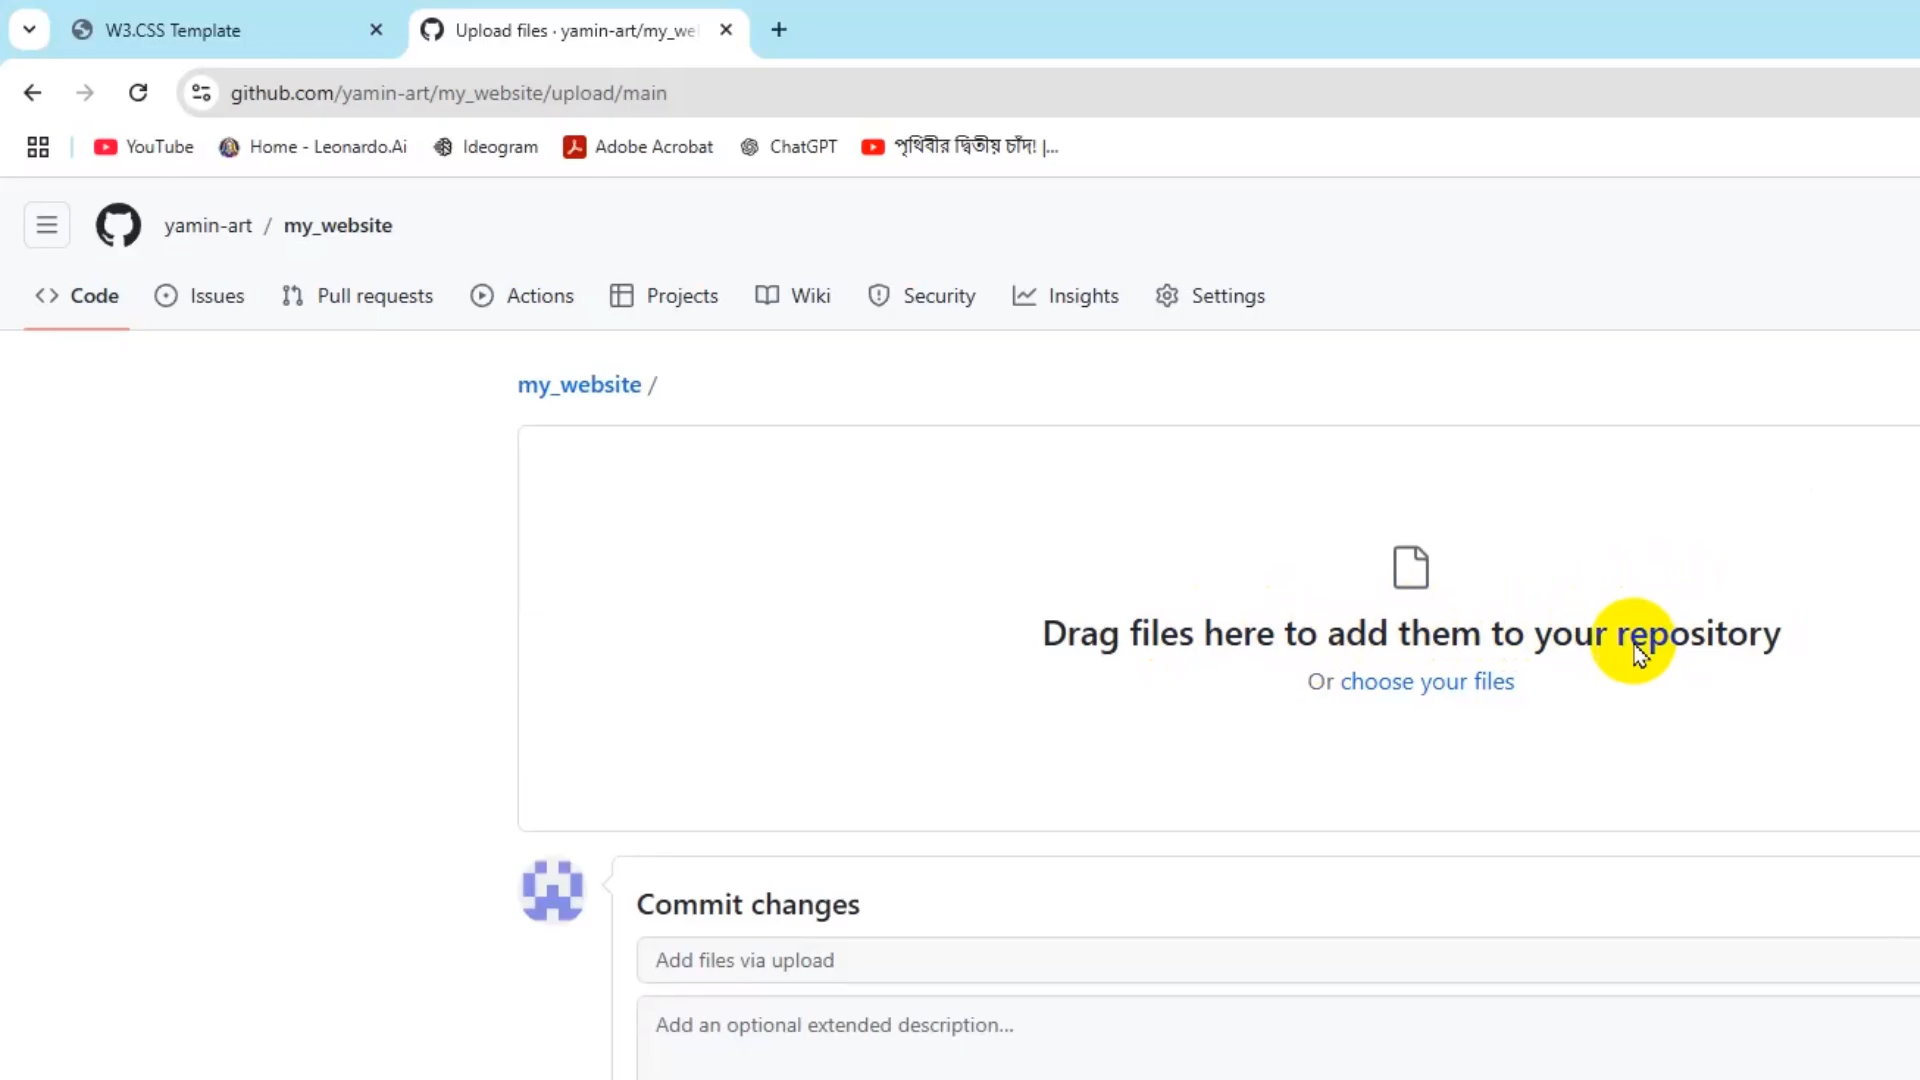 W3.CSS Template
Upload files · yamin-art/my_we
github.com/yamin-art/my_website/upload/main
YouTube
Home - Leonardo.Ai
Ideogram
Adobe Acrobat
ChatGPT
পৃথিবীর দ্বিতীয় চাঁদ! |...
yamin-art / my_website
Code
Issues
Pull requests
Actions
Projects
Wiki
Security
Insights
Settings
my_website /
Drag files here to add them to your repository
Or choose your files
Commit changes
Add files via upload
Add an optional extended description...